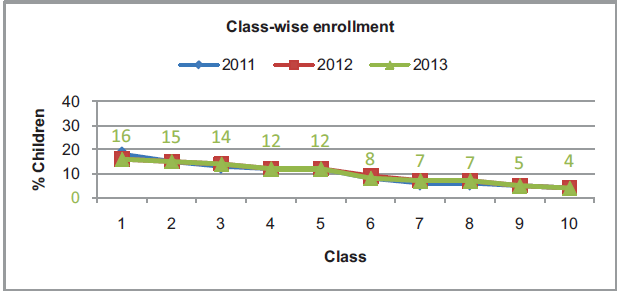 Class-wise enrollment
2011 2012 2013
% Children
40
30
20
10
0
16 15 14 12 12 8 7 7 5 4
1 2 3 4 5 6 7 8 9 10
Class